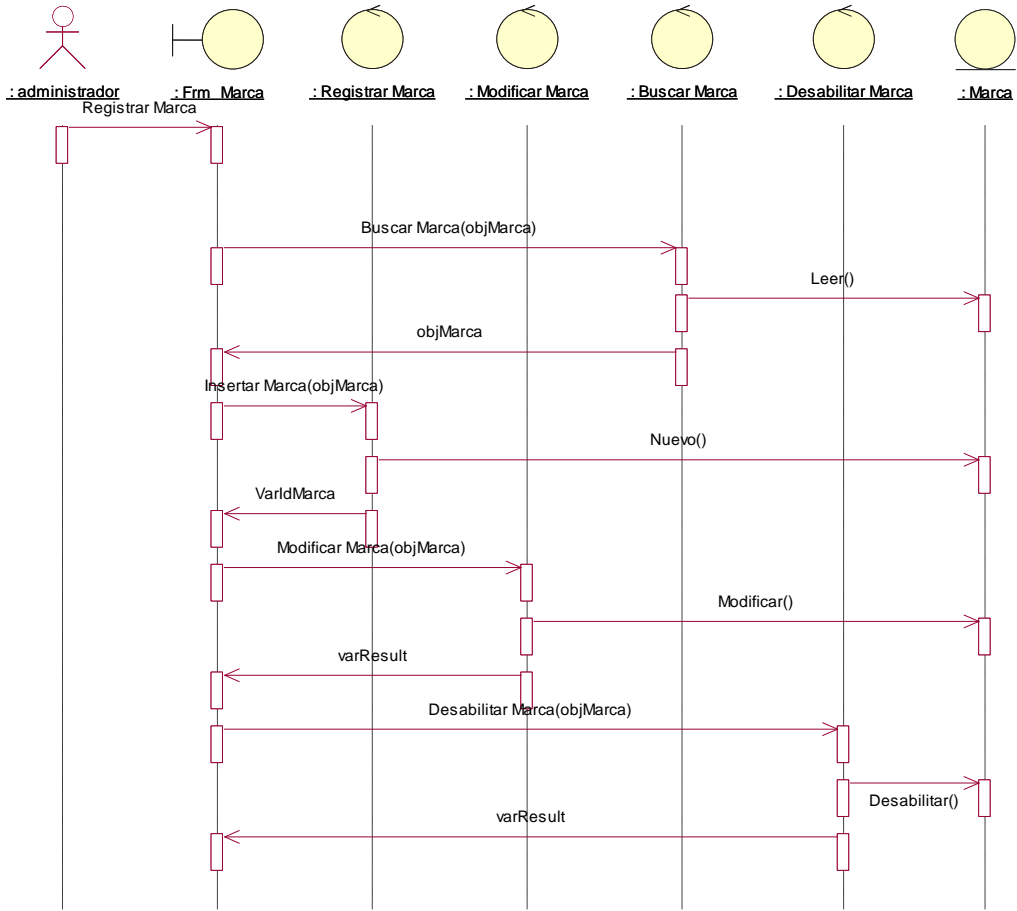 : administrador
: Frm_Marca
: Registrar Marca
: Modificar Marca
: Buscar Marca
: Desabilitar Marca
: Marca
Registrar Marca
Buscar Marca(objMarca)
Leer()
objMarca
Insertar Marca(objMarca)
Nuevo()
VarIdMarca
Modificar Marca(objMarca)
Modificar()
varResult
Desabilitar Marca(objMarca)
Desabilitar()
varResult